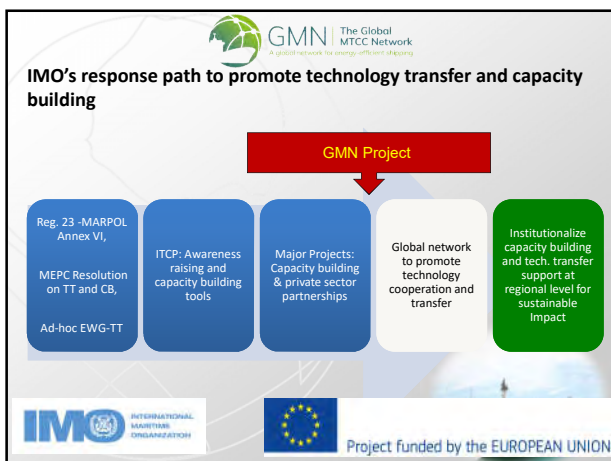 GMN The Global
MTCC Network
A global network for energy-efficient shipping
IMO's response path to promote technology transfer and capacity
building
GMN Project
Reg. 23 -MARPOL
Annex VI,
MEPC Resolution
on TT and CB,
Ad-hoc EWG-TT
ITCP: Awareness
raising and
capacity building
tools
Major Projects:
Capacity building
& private sector
partnerships
Global network
to promote
technology
cooperation and
transfer
Institutionalize
capacity building
and tech. transfer
support at
regional level for
sustainable
Impact
IMO INTERNATIONAL
MARITIME
ORGANIZATION
Project funded by the EUROPEAN UNION